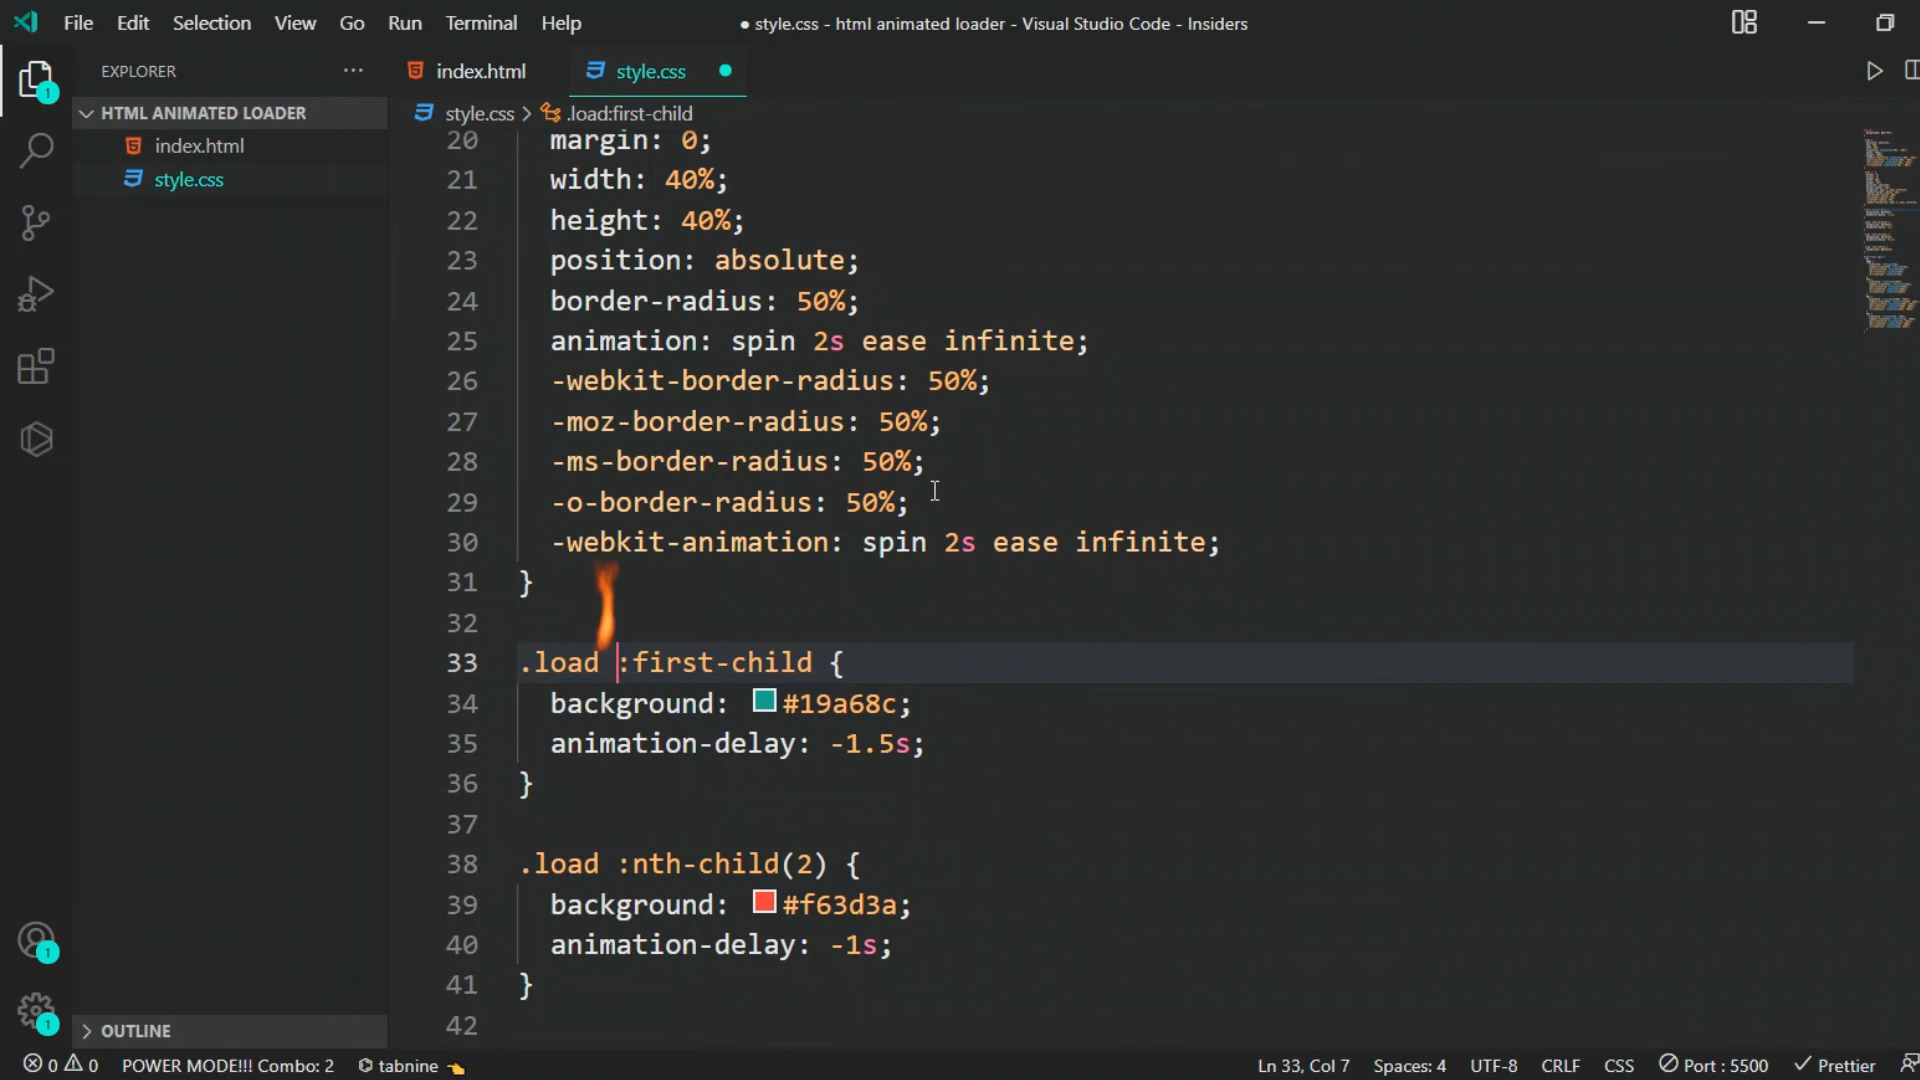 File Edit Selection View Go Run Terminal Help
● style.css - html animated loader - Visual Studio Code - Insiders
EXPLORER ···
index.html
style.css
HTML ANIMATED LOADER
index.html
style.css
style.css > .load:first-child
20 margin: 0;
21 width: 40%;
22 height: 40%;
23 position: absolute;
24 border-radius: 50%;
25 animation: spin 2s ease infinite;
26 -webkit-border-radius: 50%;
27 -moz-border-radius: 50%;
28 -ms-border-radius: 50%;
29 -o-border-radius: 50%;
30 -webkit-animation: spin 2s ease infinite;
31 }
32
33 .load :first-child {
34 background: #19a68c;
35 animation-delay: -1.5s;
36 }
37
38 .load :nth-child(2) {
39 background: #f63d3a;
40 animation-delay: -1s;
41 }
42
1
1
1
OUTLINE
0 0 POWER MODE!!! Combo: 2 tabnine Ln 33, Col 7 Spaces: 4 UTF-8 CRLF CSS Port : 5500 Prettier